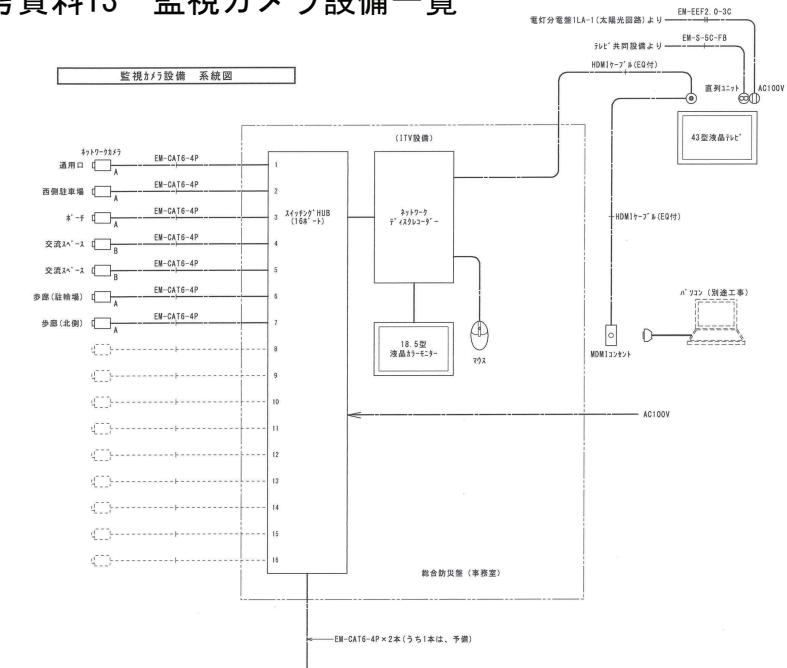 考資料13　監視カメラ設備一覧
電灯分電盤1LA-1(太陽光回路)より
EM-EEF2.0-3C
テレビ共同設備より
EM-S-5C-FB
HDMIケーブル(EQ付)
直列ユニット
AC100V
43型液晶テレビ
監視カメラ設備　系統図
(ITV設備)
ネットワークカメラ
通用口
A
EM-CAT6-4P
1
西側駐車場
A
EM-CAT6-4P
2
ポーチ
A
EM-CAT6-4P
3
交流スペース
B
EM-CAT6-4P
4
交流スペース
B
EM-CAT6-4P
5
歩廊(駐輪場)
A
EM-CAT6-4P
6
歩廊(北側)
A
EM-CAT6-4P
7
8
9
10
11
12
13
14
15
16
スイッチングHUB
(16ポート)
ネットワーク
ディスクレコーダー
18.5型
液晶カラーモニター
マウス
HDMIケーブル(EQ付)
MDMIコンセント
パソコン(別途工事)
AC100V
総合防災盤(事務室)
EM-CAT6-4P×2本(うち1本は、予備)